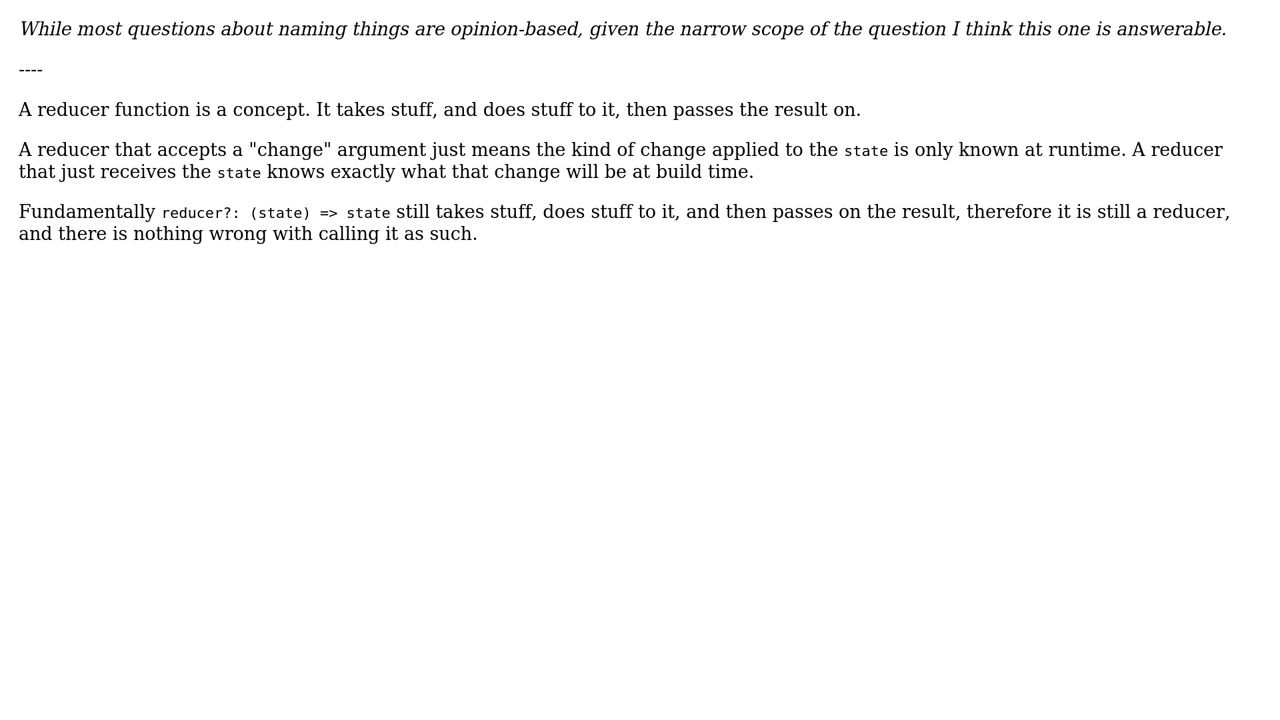 While most questions about naming things are opinion-based, given the narrow scope of the question I think this one is answerable.
----
A reducer function is a concept. It takes stuff, and does stuff to it, then passes the result on.
A reducer that accepts a "change" argument just means the kind of change applied to the state is only known at runtime. A reducer
that just receives the state knows exactly what that change will be at build time.
Fundamentally reducer?: (state) => state still takes stuff, does stuff to it, and then passes on the result, therefore it is still a reducer,
and there is nothing wrong with calling it as such.